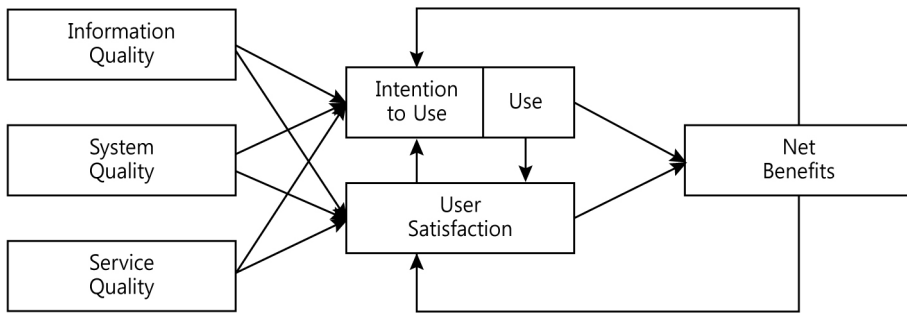 Information
Quality
System
Quality
Service
Quality
Intention
to Use
Use
User
Satisfaction
Net
Benefits